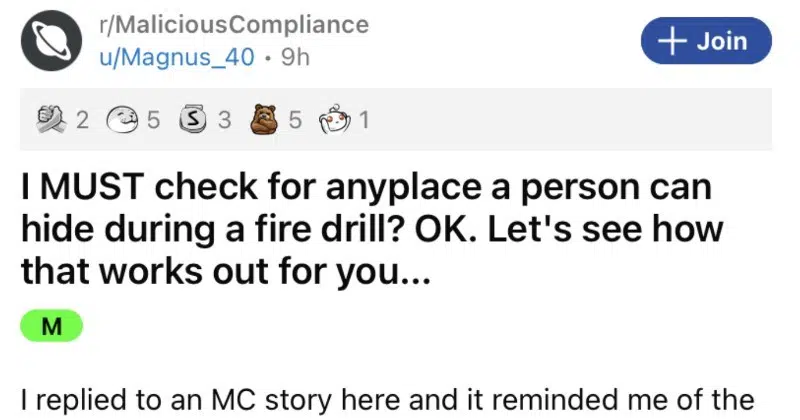 r/MaliciousCompliance
u/Magnus_40 • 9h
+ Join
2 5 S 3 5 1
I MUST check for anyplace a person can
hide during a fire drill? OK. Let's see how
that works out for you...
M
I replied to an MC story here and it reminded me of the